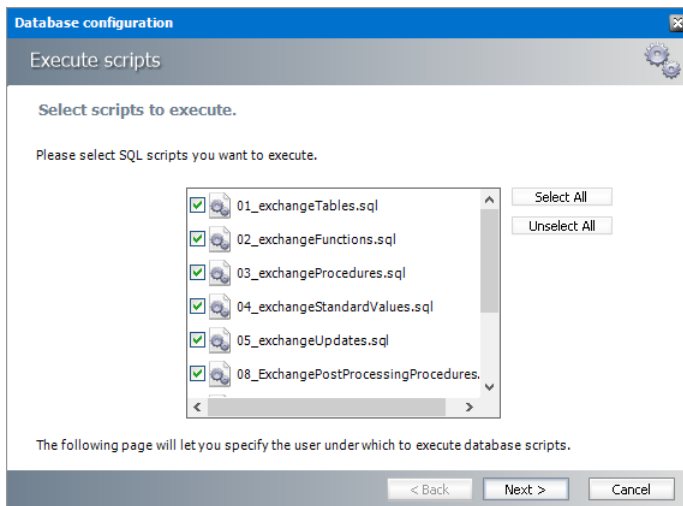 Database configuration
Execute scripts
Select scripts to execute.
Please select SQL scripts you want to execute.
01_exchangeTables.sql
Select All
Unselect All
02_exchangeFunctions.sql
03_exchangeProcedures.sql
04_exchangeStandardValues.sql
05_exchangeUpdates.sql
08_ExchangePostProcessingProcedures.
The following page will let you specify the user under which to execute database scripts.
< Back
Next >
Cancel